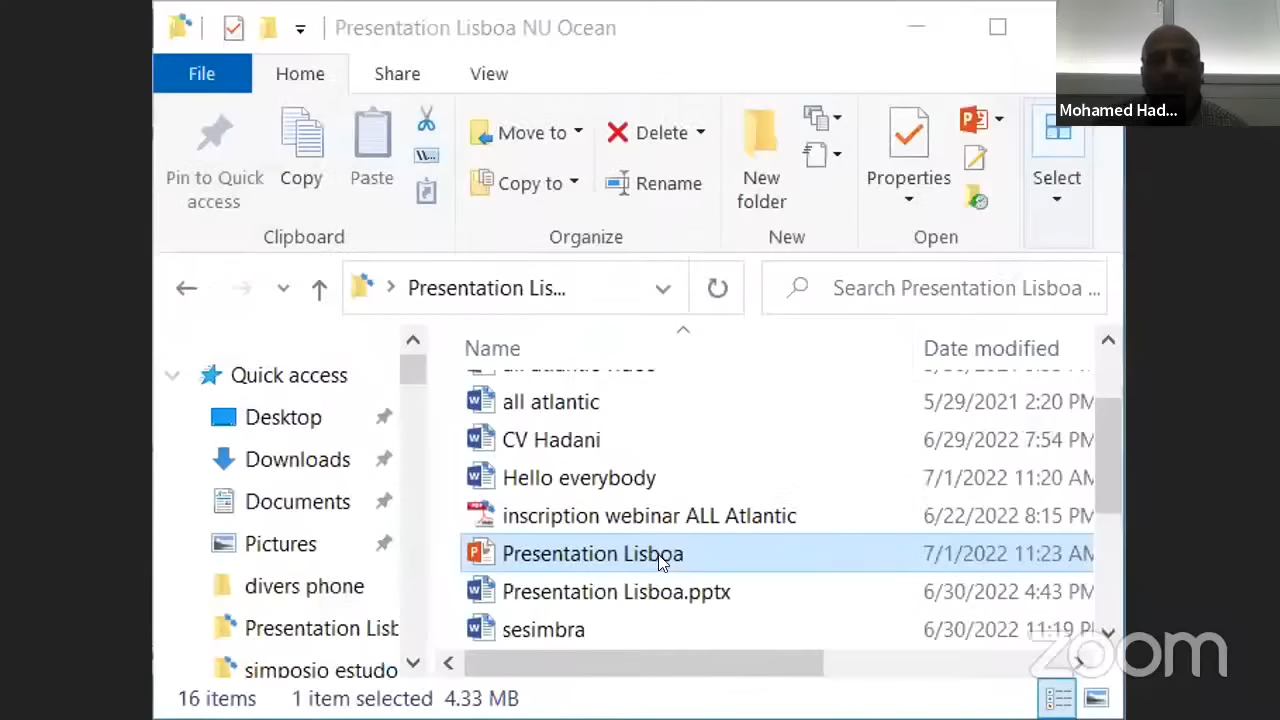 Presentation Lisboa NU Ocean
File
Home
Share
View
Mohamed Had...
Pin to Quick
access
Copy
Paste
Move to
Copy to
Delete
Rename
New
folder
Properties
Select
Clipboard
Organize
New
Open
Presentation Lis...
Search Presentation Lisboa ...
Name
Date modified
Quick access
Desktop
Downloads
Documents
Pictures
divers phone
Presentation Lisb
simposio estudo
all atlantic
5/29/2021 2:20 PM
CV Hadani
6/29/2022 7:54 PM
Hello everybody
7/1/2022 11:20 AM
inscription webinar ALL Atlantic
6/22/2022 8:15 PM
Presentation Lisboa
7/1/2022 11:23 AM
Presentation Lisboa.pptx
6/30/2022 4:43 PM
sesimbra
6/30/2022 11:19 P
zoom
16 items
1 item selected
4.33 MB